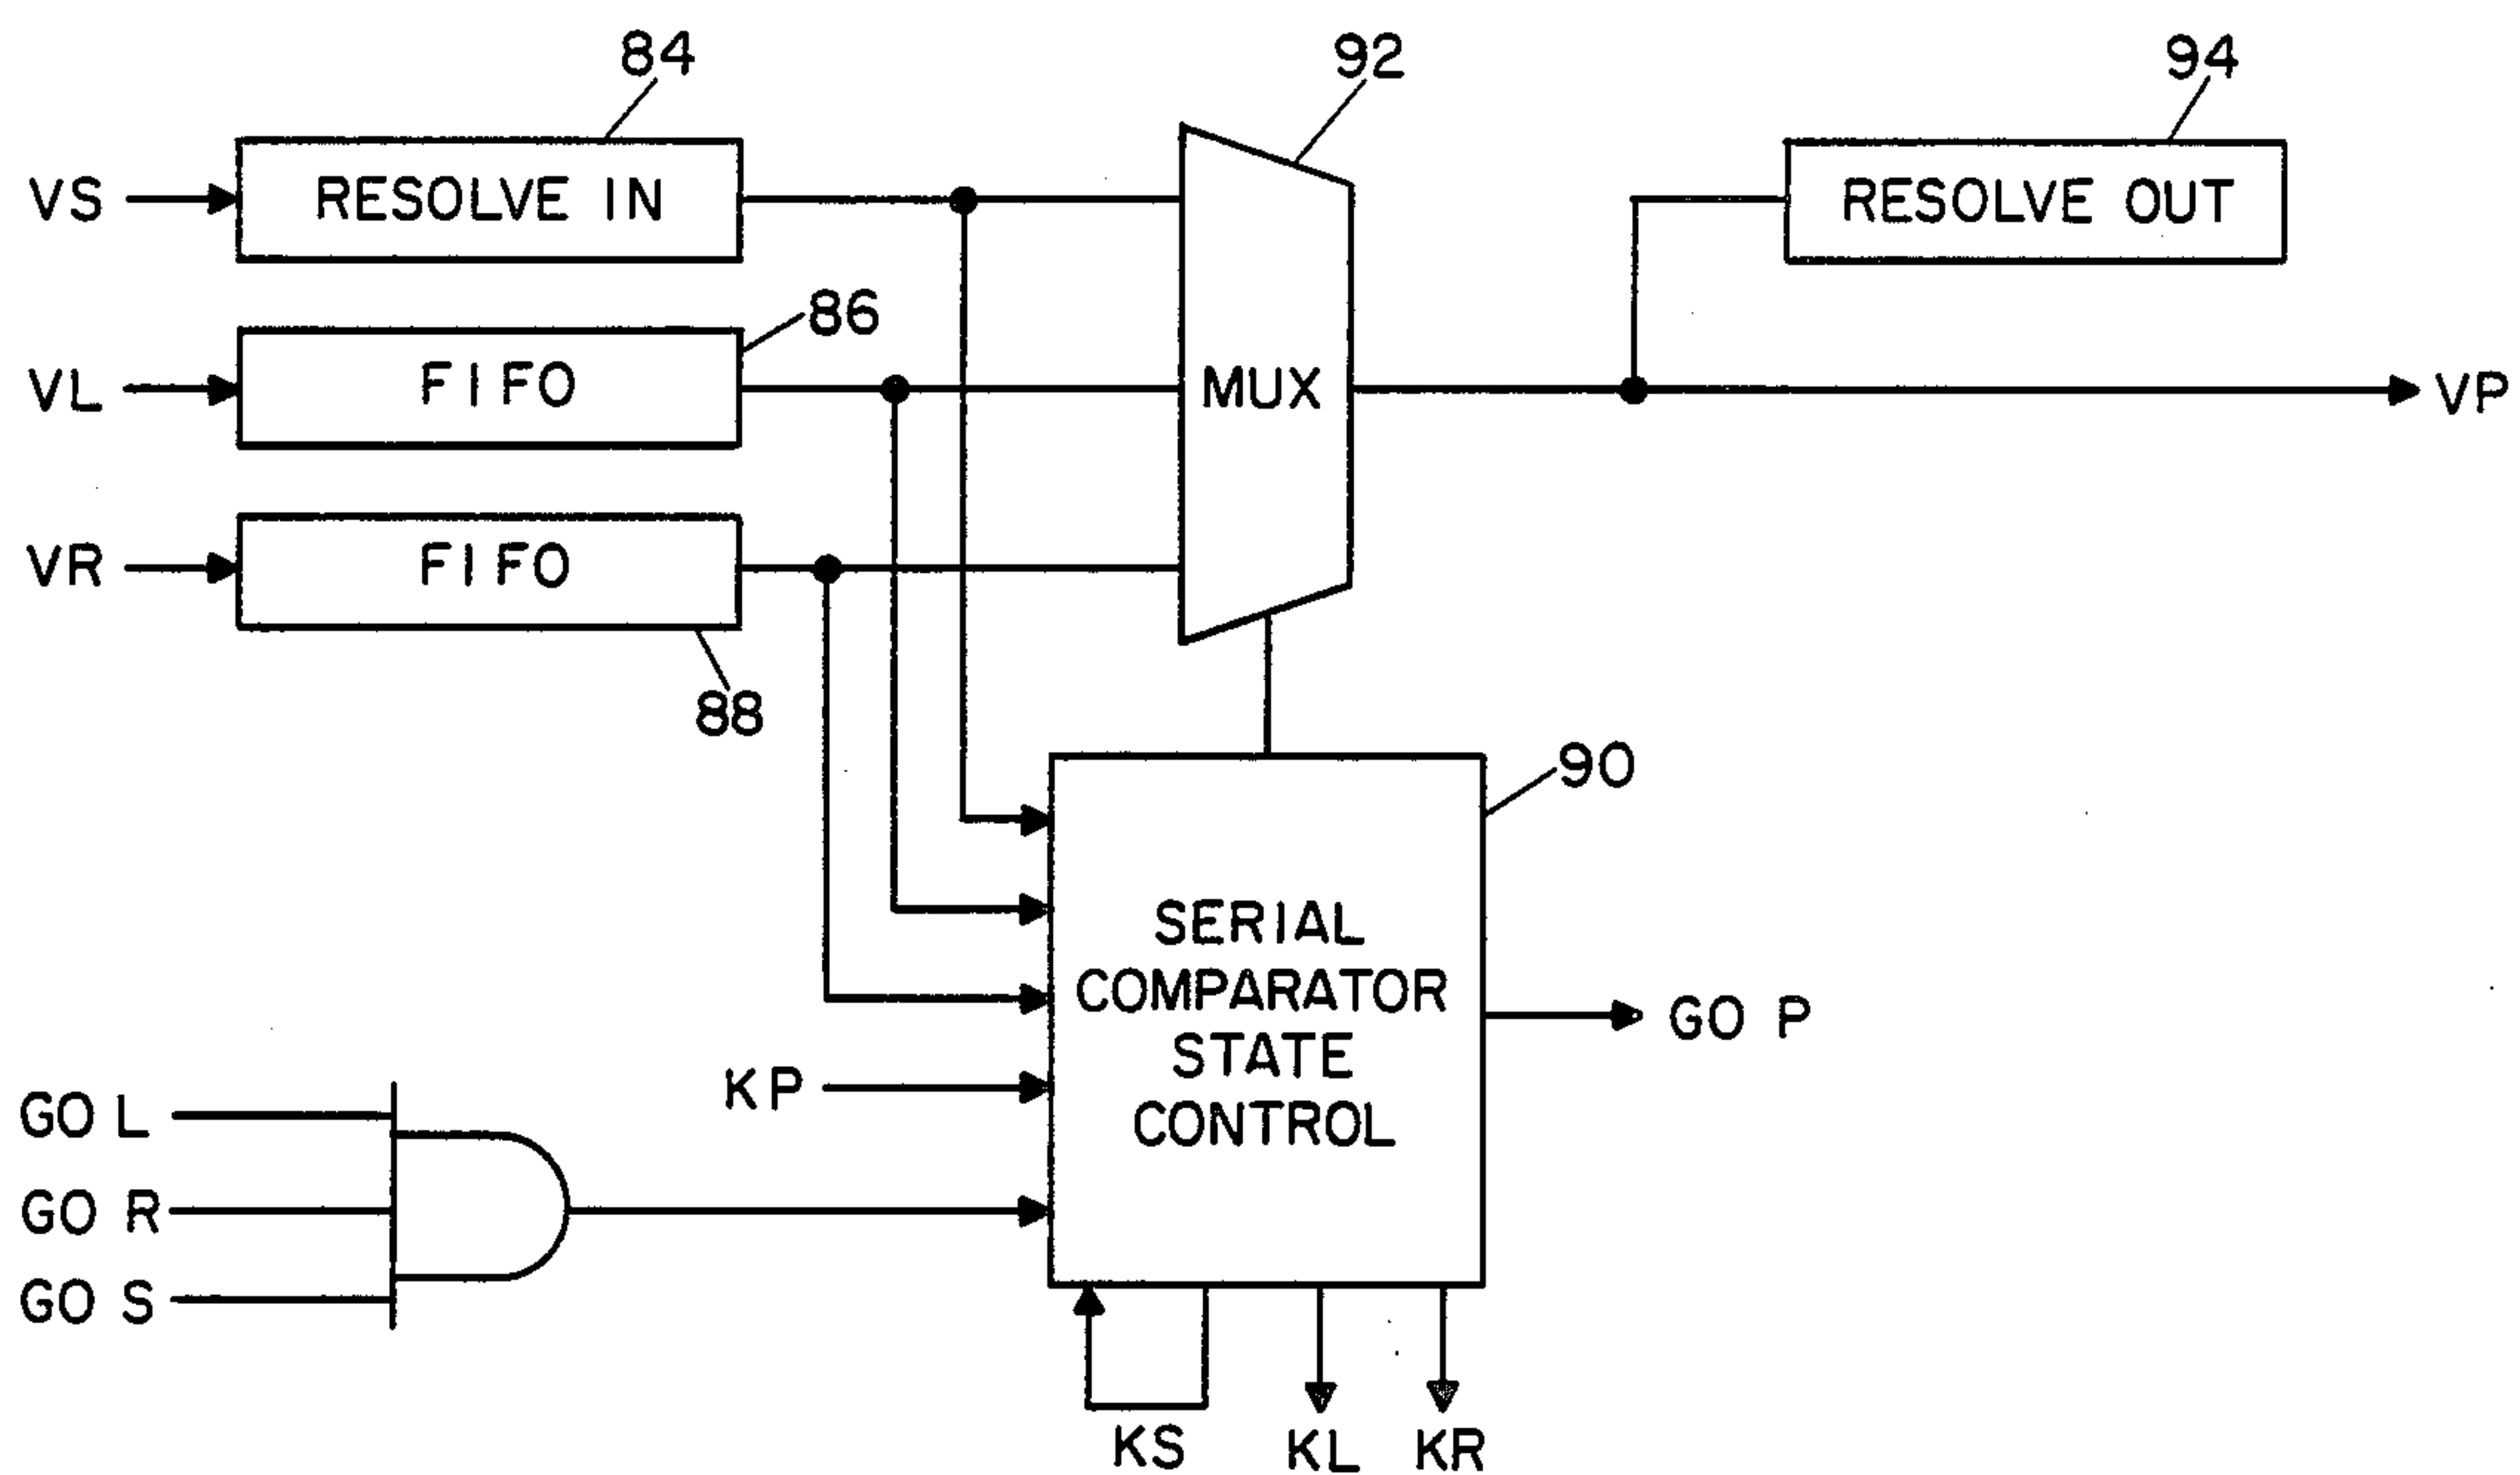 84
92
94
VS
RESOLVE IN
RESOLVE OUT
86
VL
FIFO
MUX
VP
VR
FIFO
88
90
SERIAL
COMPARATOR
STATE
CONTROL
GO P
KP
GO L
GO R
GO S
KS
KL
KR